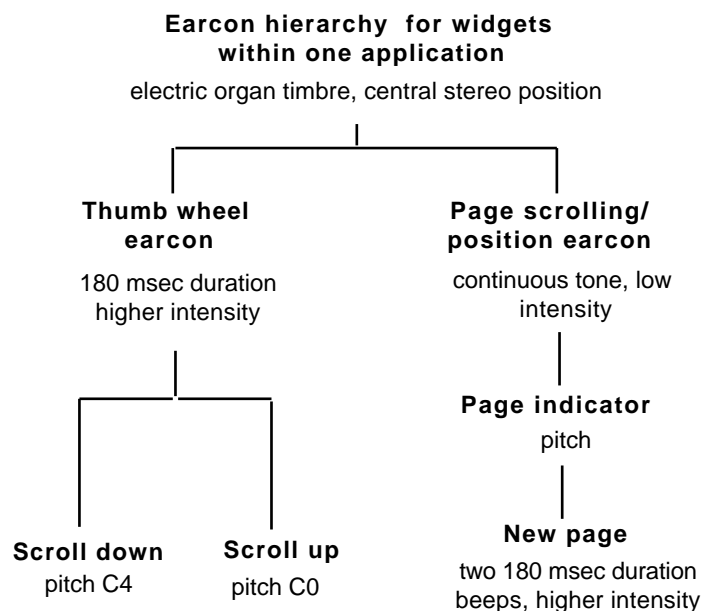 Earcon hierarchy for widgets
within one application
electric organ timbre, central stereo position
Thumb wheel
earcon
180 msec duration
higher intensity
Page scrolling/
position earcon
continuous tone, low
intensity
Page indicator
pitch
Scroll down
pitch C4
Scroll up
pitch C0
New page
two 180 msec duration
beeps, higher intensity